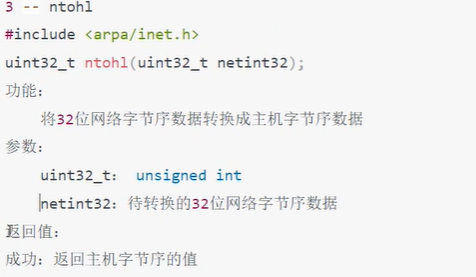 3 -- ntohl
#include <arpa/inet.h>
uint32_t ntohl(uint32_t netint32);
功能:
将32位网络字节序数据转换成主机字节序数据
参数:
uint32_t: unsigned int
netint32: 待转换的32位网络字节序数据
返回值:
成功: 返回主机字节序的值